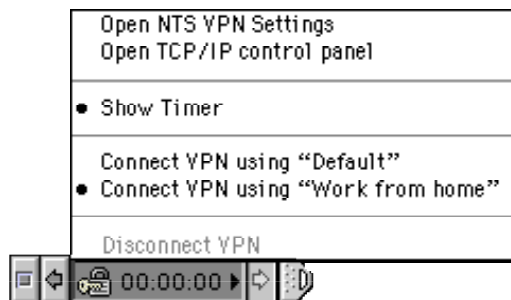 Open NTS VPN Settings
Open TCP/IP control panel
• Show Timer
Connect VPN using “Default”
• Connect VPN using “Work from home”
Disconnect VPN
00:00:00